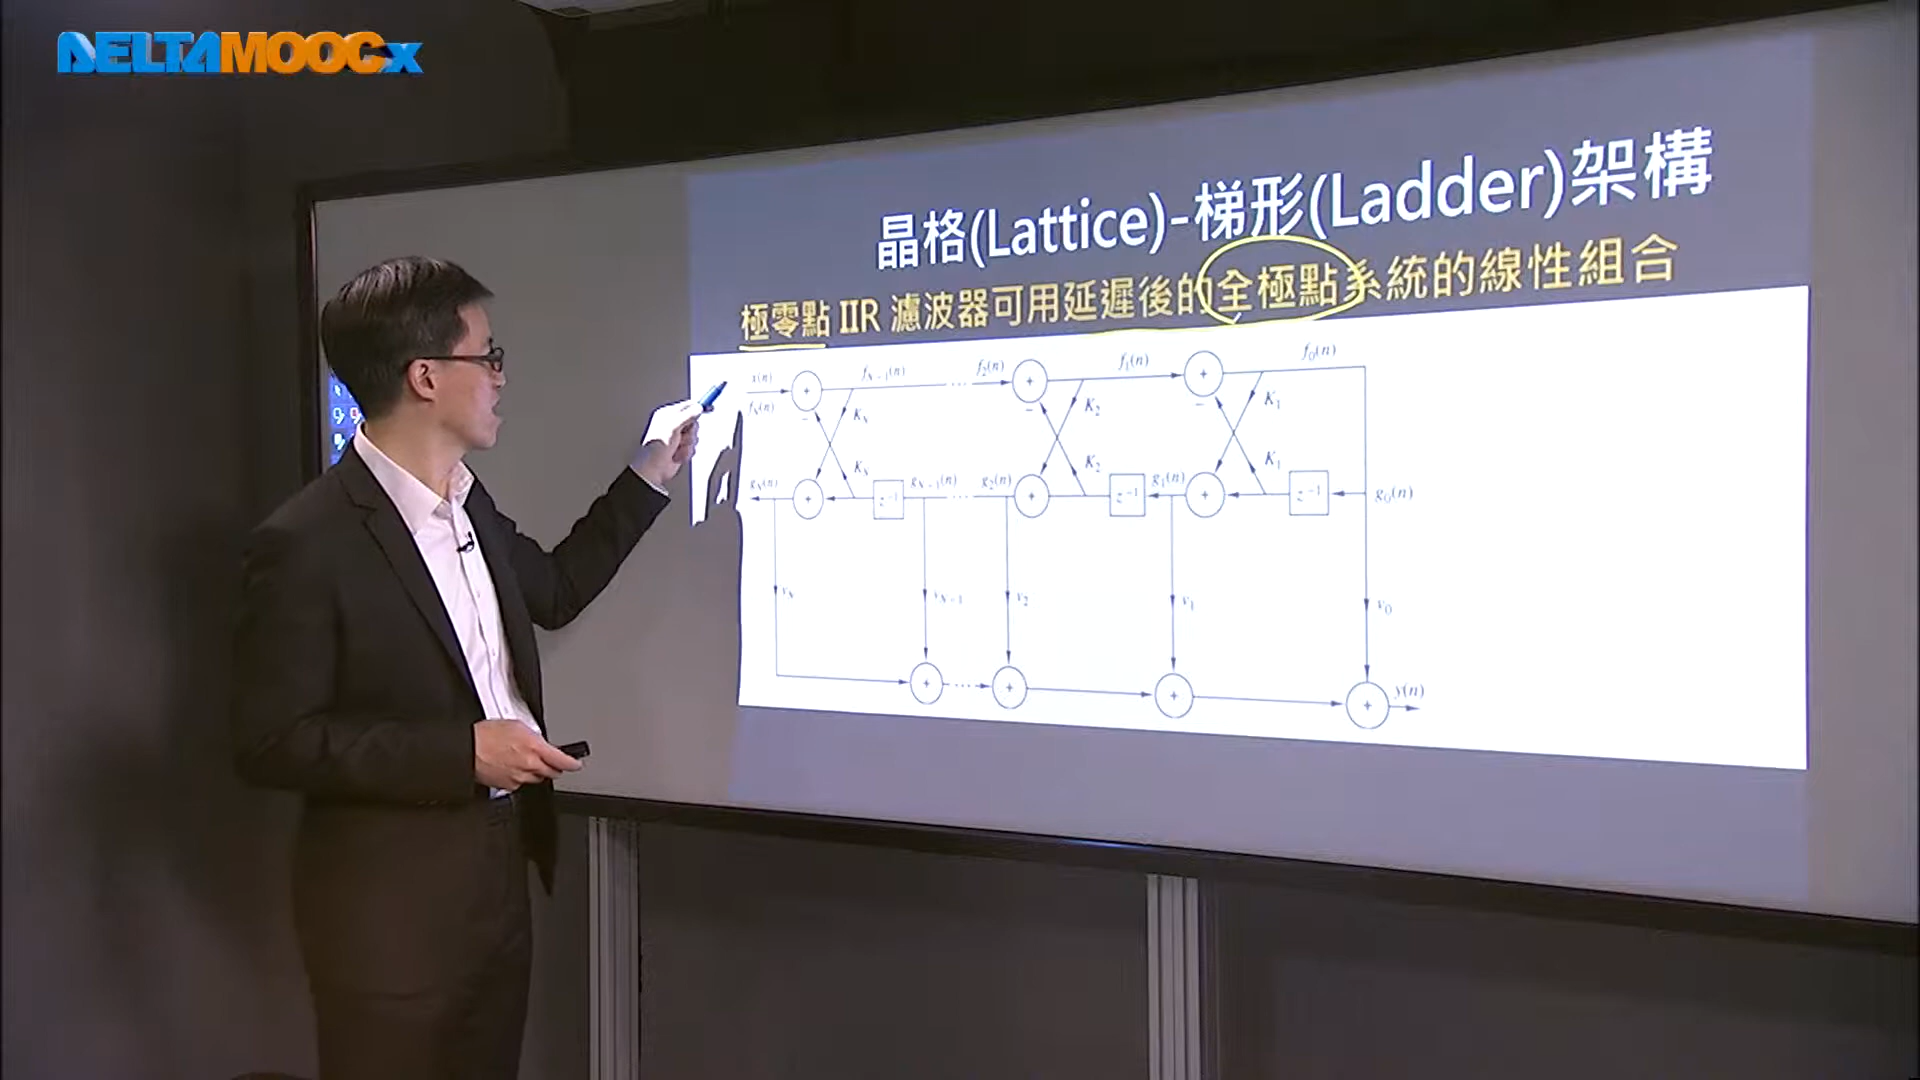 DELTAMOOCx
晶格(Lattice)-梯形(Ladder)架構
極零點 IIR 濾波器可用延遲後的全極點系統的線性組合
x(n) + f_{N-1}(n) ... f_2(n) + f_1(n) + f_0(n)
f_N(n) − K_N − K_2 − K_1
K_N K_2 K_1
g_N(n) + z^{-1} g_{N-1}(n) ... g_2(n) + z^{-1} g_1(n) + z^{-1} g_0(n)
v_N v_{N-1} v_2 v_1 v_0
+ ... + + + y(n)